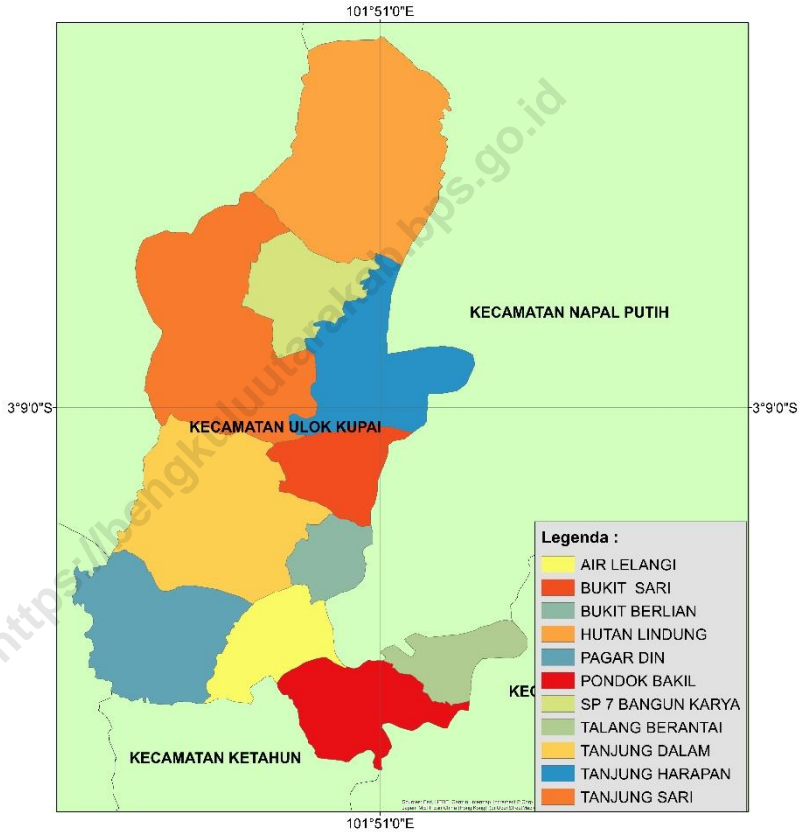 101°51'0"E
https://bengkuluutarakab.bps.go.id
KECAMATAN NAPAL PUTIH
3°9'0"S
3°9'0"S
KECAMATAN ULOK KUPAI
Legenda :
AIR LELANGI
BUKIT SARI
BUKIT BERLIAN
HUTAN LINDUNG
PAGAR DIN
PONDOK BAKIL
SP 7 BANGUN KARYA
TALANG BERANTAI
TANJUNG DALAM
TANJUNG HARAPAN
TANJUNG SARI
KEC
KECAMATAN KETAHUN
101°51'0"E